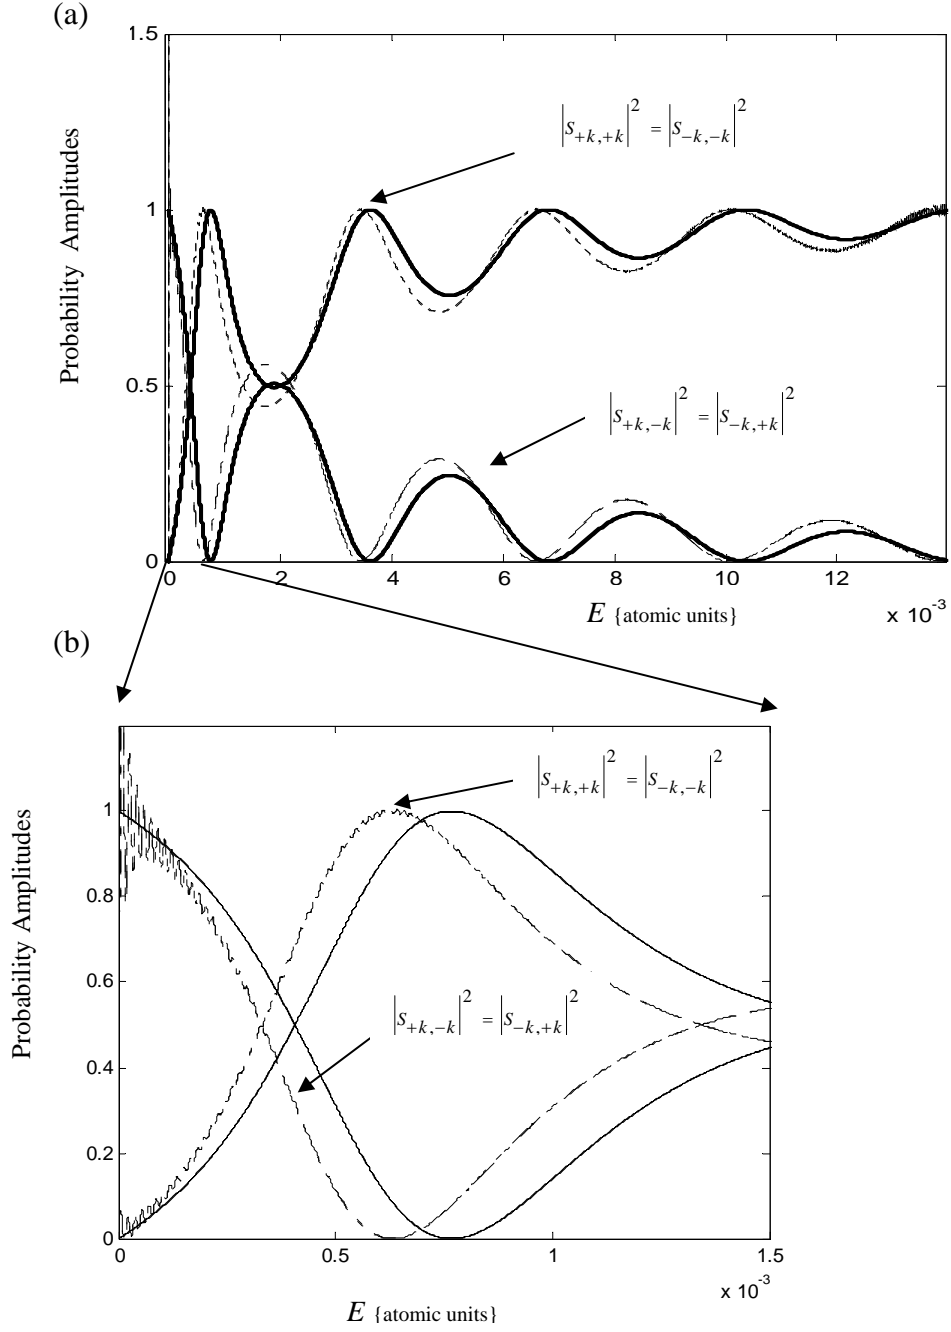 (a)
1.5
|S+k,+k|² = |S−k,−k|²
1
Probability Amplitudes
0.5
|S+k,−k|² = |S−k,+k|²
0
0 2 4 6 8 10 12
E {atomic units}
x 10⁻³
(b)
|S+k,+k|² = |S−k,−k|²
1
0.8
Probability Amplitudes
0.6
|S+k,−k|² = |S−k,+k|²
0.4
0.2
0
0 0.5 1 1.5
x 10⁻³
E {atomic units}